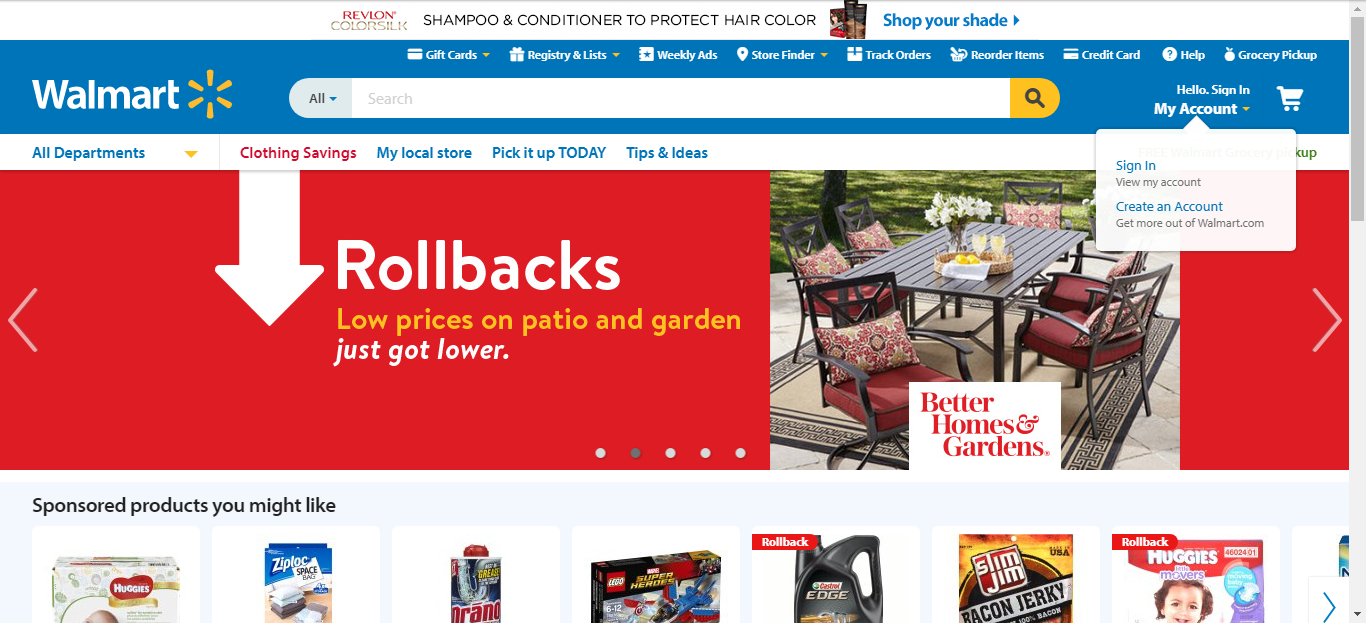 REVLON
COLORSILK
SHAMPOO & CONDITIONER TO PROTECT HAIR COLOR
Shop your shade
Gift Cards
Registry & Lists
Weekly Ads
Store Finder
Track Orders
Reorder Items
Credit Card
Help
Grocery Pickup
Walmart
All
Search
Hello. Sign In
My Account
All Departments
Clothing Savings
My local store
Pick it up TODAY
Tips & Ideas
FREE Walmart Grocery pickup
Sign In
View my account
Create an Account
Get more out of Walmart.com
Rollbacks
Low prices on patio and garden
just got lower.
Better
Homes&
Gardens.
Sponsored products you might like
HUGGIES
Ziploc
SPACE
BAG
GREASE
Drano
LEGO
MARVEL
SUPER
HEROES
6-12
Rollback
Castrol
EDGE
MADE IN
USA
SLIM
JIM
BACON JERKY
100% BACON
Rollback
HUGGIES
little
movers
46024 01